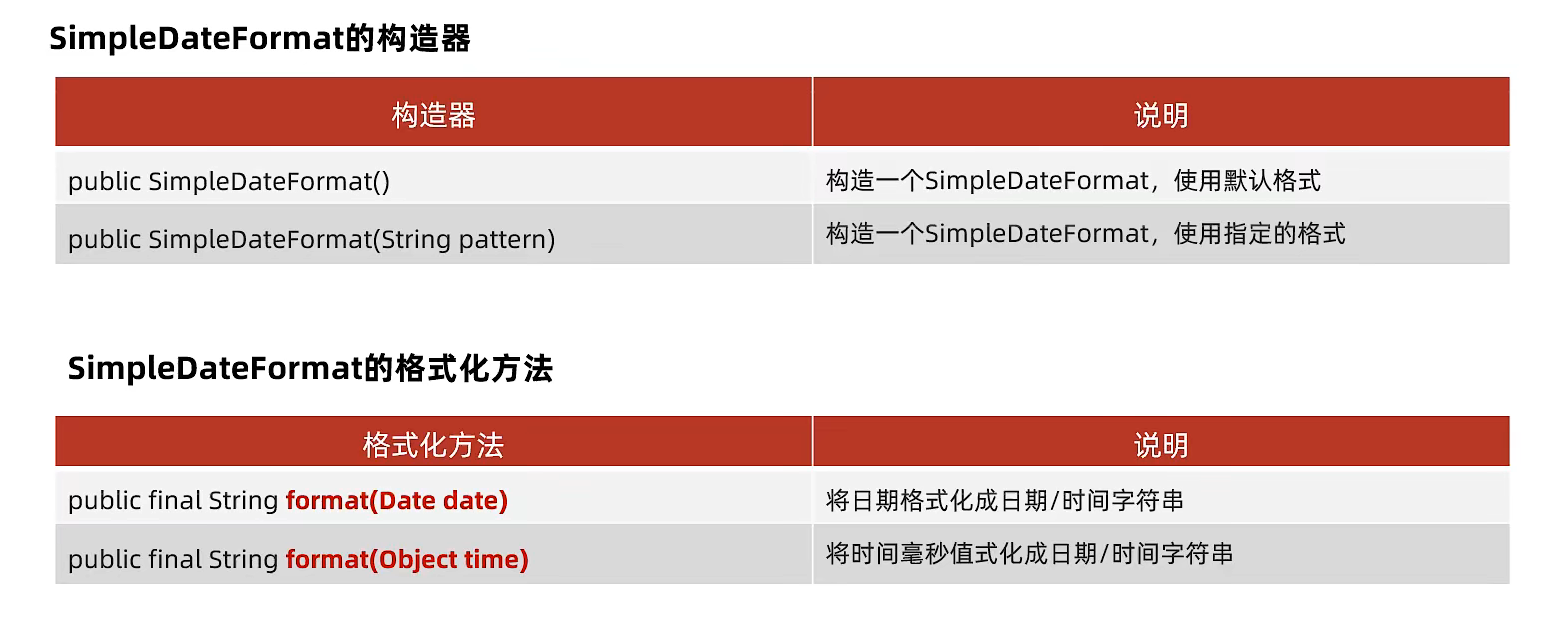 SimpleDateFormat的构造器
构造器 说明
public SimpleDateFormat() 构造一个SimpleDateFormat，使用默认格式
public SimpleDateFormat(String pattern) 构造一个SimpleDateFormat，使用指定的格式
SimpleDateFormat的格式化方法
格式化方法 说明
public final String format(Date date) 将日期格式化成日期/时间字符串
public final String format(Object time) 将时间毫秒值式化成日期/时间字符串